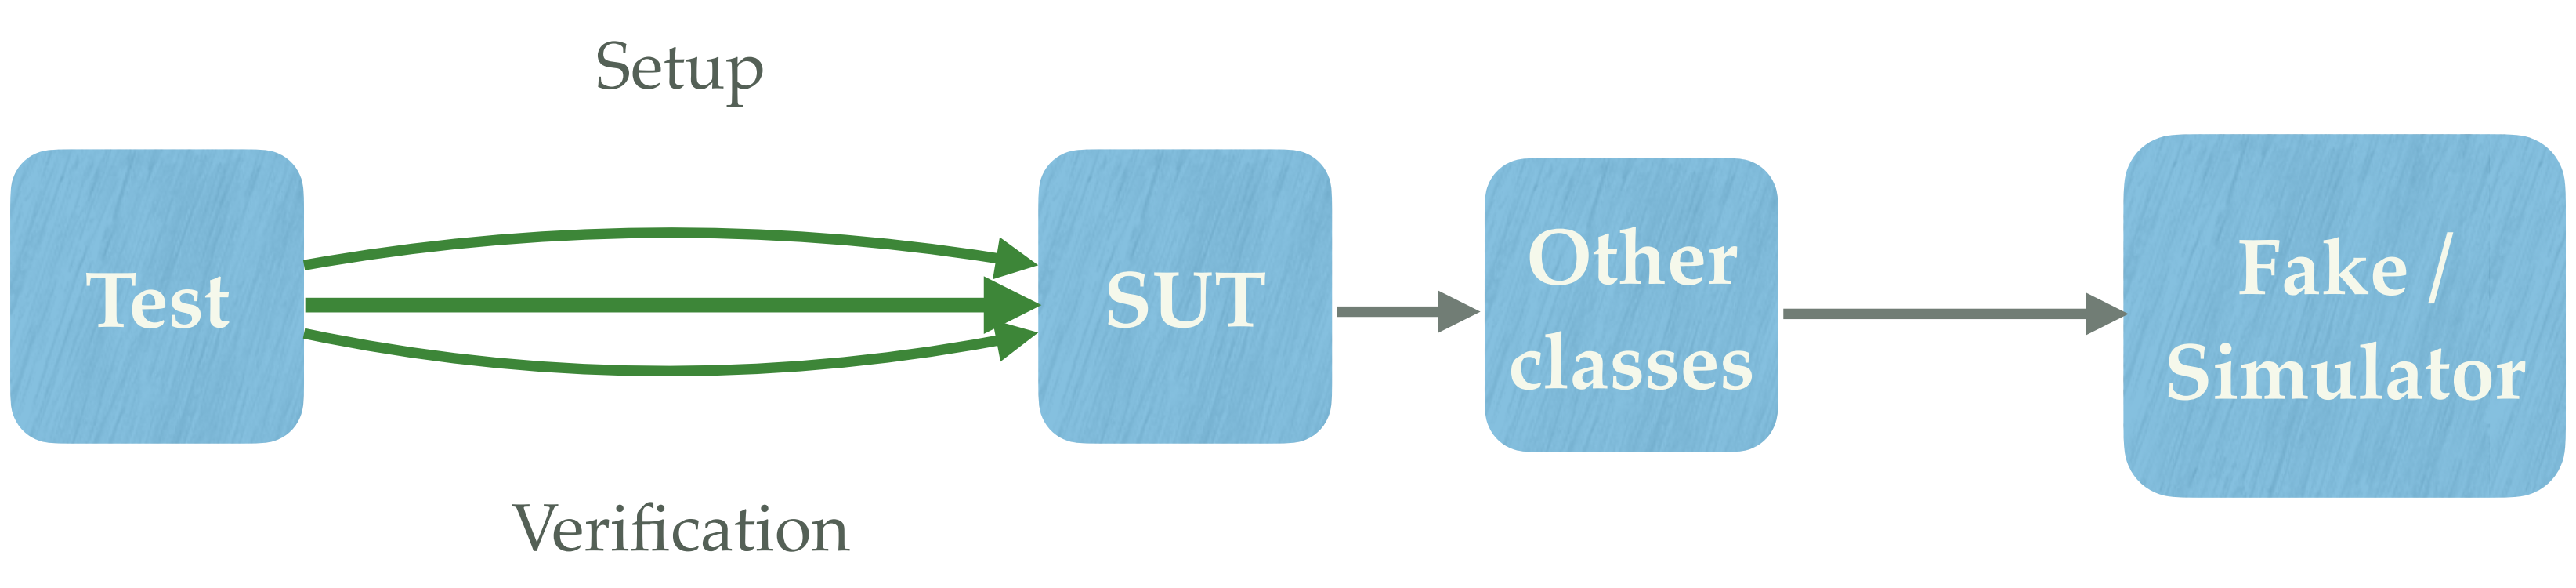 Setup
Test
SUT
Other
classes
Fake /
Simulator
Verification